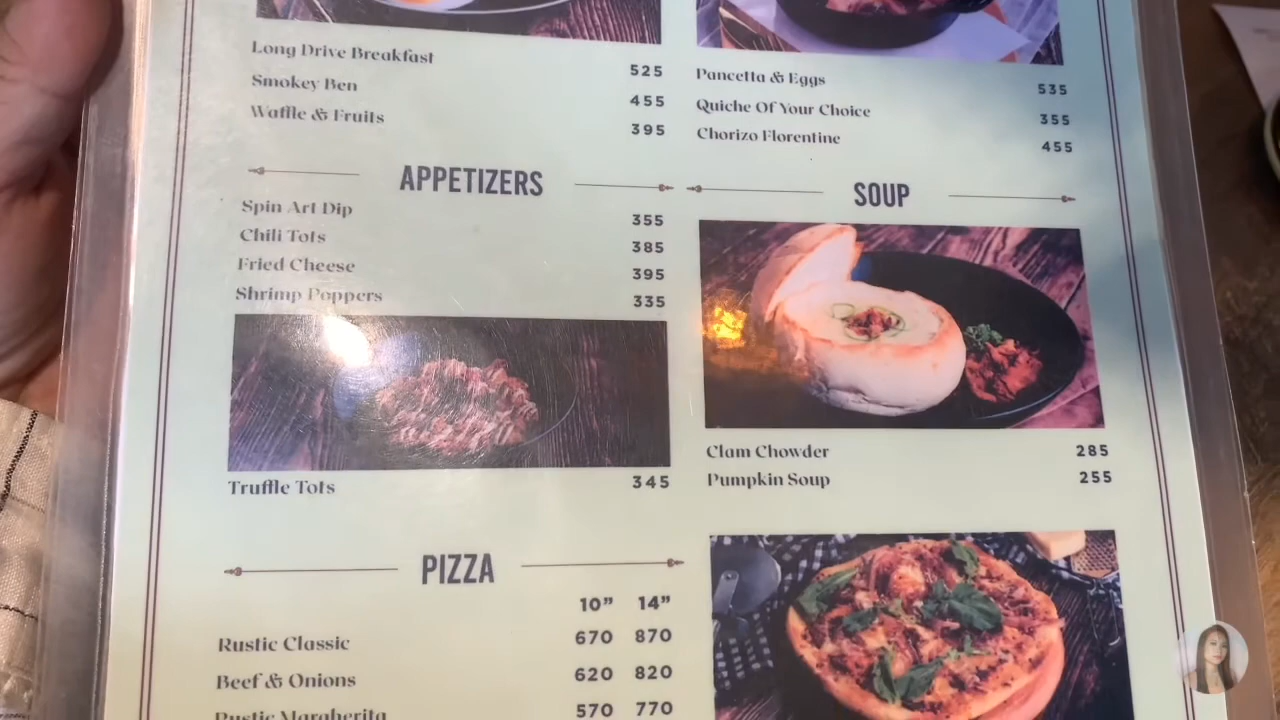 Long Drive Breakfast 525
Smokey Ben 455
Waffle & Fruits 395
Pancetta & Eggs 535
Quiche Of Your Choice 355
Chorizo Florentine 455
APPETIZERS
Spin Art Dip 355
Chili Tots 385
Fried Cheese 395
Shrimp Poppers 335
Truffle Tots 345
SOUP
Clam Chowder 285
Pumpkin Soup 255
PIZZA
10” 14”
Rustic Classic 670 870
Beef & Onions 620 820
Rustic Margherita 570 770